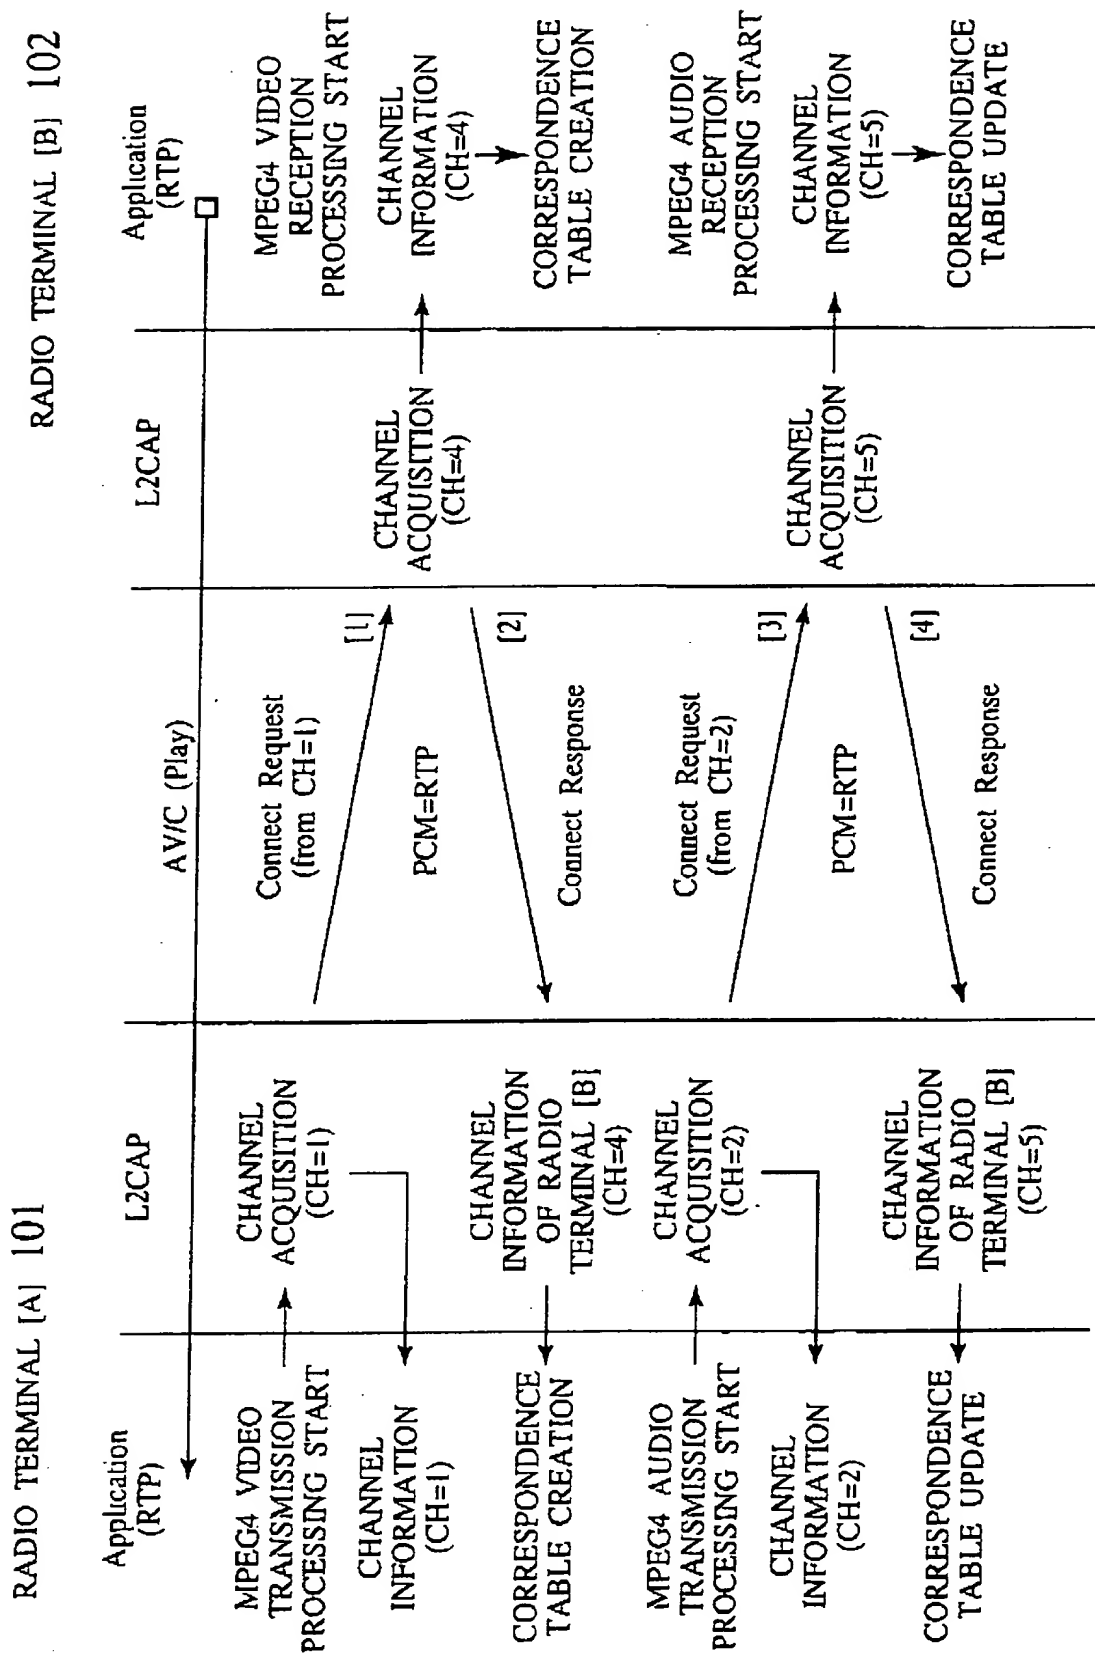 RADIO TERMINAL [A] 101
RADIO TERMINAL [B] 102
Application
(RTP)
L2CAP
AV/C (Play)
L2CAP
Application
(RTP)
MPEG4 VIDEO
TRANSMISSION
PROCESSING START
CHANNEL
ACQUISITION
(CH=1)
Connect Request
(from CH=1)
[1]
MPEG4 VIDEO
RECEPTION
PROCESSING START
CHANNEL
INFORMATION
(CH=1)
PCM=RTP
CHANNEL
ACQUISITION
(CH=4)
CHANNEL
INFORMATION
(CH=4)
CORRESPONDENCE
TABLE CREATION
CHANNEL
INFORMATION
OF RADIO
TERMINAL [B]
(CH=4)
Connect Response
[2]
CORRESPONDENCE
TABLE CREATION
MPEG4 AUDIO
TRANSMISSION
PROCESSING START
CHANNEL
ACQUISITION
(CH=2)
Connect Request
(from CH=2)
[3]
MPEG4 AUDIO
RECEPTION
PROCESSING START
CHANNEL
INFORMATION
(CH=2)
PCM=RTP
CHANNEL
ACQUISITION
(CH=5)
CHANNEL
INFORMATION
(CH=5)
CORRESPONDENCE
TABLE UPDATE
CHANNEL
INFORMATION
OF RADIO
TERMINAL [B]
(CH=5)
Connect Response
[4]
CORRESPONDENCE
TABLE UPDATE